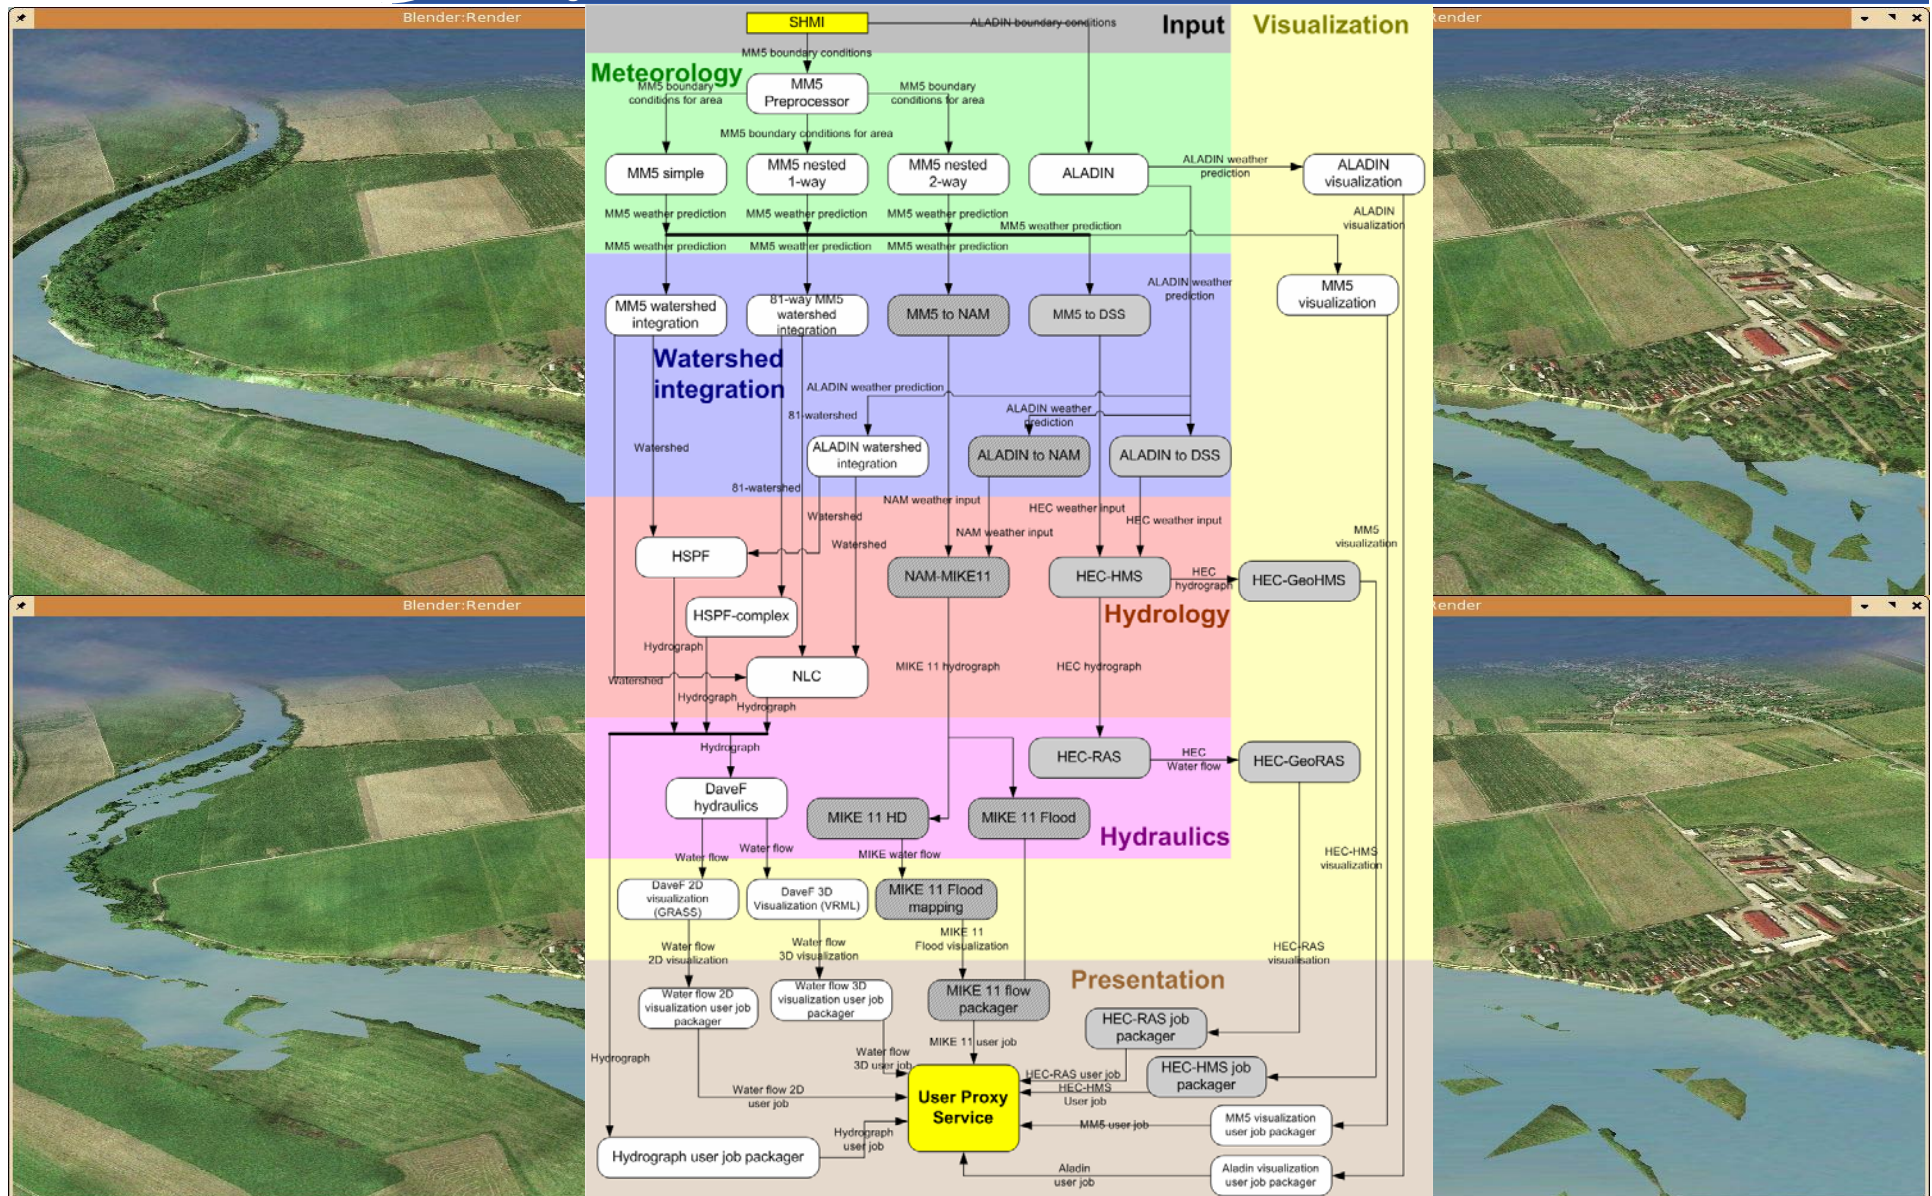 Blender:Render
SHMI
ALADIN boundary conditions
Input
Visualization
Render
MM5 boundary conditions
Meteorology
MM5 boundary
conditions for area
MM5
Preprocessor
MM5 boundary
conditions for area
MM5 boundary conditions for area
MM5 simple
MM5 nested
1-way
MM5 nested
2-way
ALADIN
ALADIN weather
prediction
ALADIN
visualization
MM5 weather prediction
MM5 weather prediction
MM5 weather prediction
MM5 weather prediction
ALADIN
visualization
MM5 weather prediction
MM5 weather prediction
MM5 weather prediction
ALADIN weather
prediction
MM5
visualization
MM5 watershed
integration
81-way MM5
watershed
integration
MM5 to NAM
MM5 to DSS
Watershed
integration
ALADIN weather prediction
81-watershed
ALADIN weather
prediction
Watershed
ALADIN watershed
integration
ALADIN to NAM
ALADIN to DSS
81-watershed
NAM weather input
HEC weather input
Watershed
HEC weather input
NAM weather input
Watershed
MM5
visualization
HSPF
NAM-MIKE11
HEC-HMS
HEC
hydrograph
HEC-GeoHMS
Blender:Render
HSPF-complex
Hydrology
Render
Hydrograph
MIKE 11 hydrograph
HEC hydrograph
NLC
Watershed
Hydrograph
Hydrograph
Hydrograph
HEC-RAS
HEC
Water flow
HEC-GeoRAS
DaveF
hydraulics
MIKE 11 HD
MIKE 11 Flood
Hydraulics
Water flow
Water flow
MIKE water flow
HEC-HMS
visualization
DaveF 2D
visualization
(GRASS)
DaveF 3D
Visualization (VRML)
MIKE 11 Flood
mapping
Water flow
2D visualization
Water flow
3D visualization
MIKE 11
Flood visualization
HEC-RAS
visualisation
Presentation
Water flow 2D
visualization user job
packager
Water flow 3D
visualization user job
packager
MIKE 11 flow
packager
HEC-RAS job
packager
Hydrograph
Water flow
3D user job
MIKE 11 user job
HEC-RAS user job
HEC-HMS
User job
HEC-HMS job
packager
Water flow 2D
user job
User Proxy
Service
MM5 user job
MM5 visualization
user job packager
Hydrograph
user job
Hydrograph user job packager
Aladin
user job
Aladin visualization
user job packager